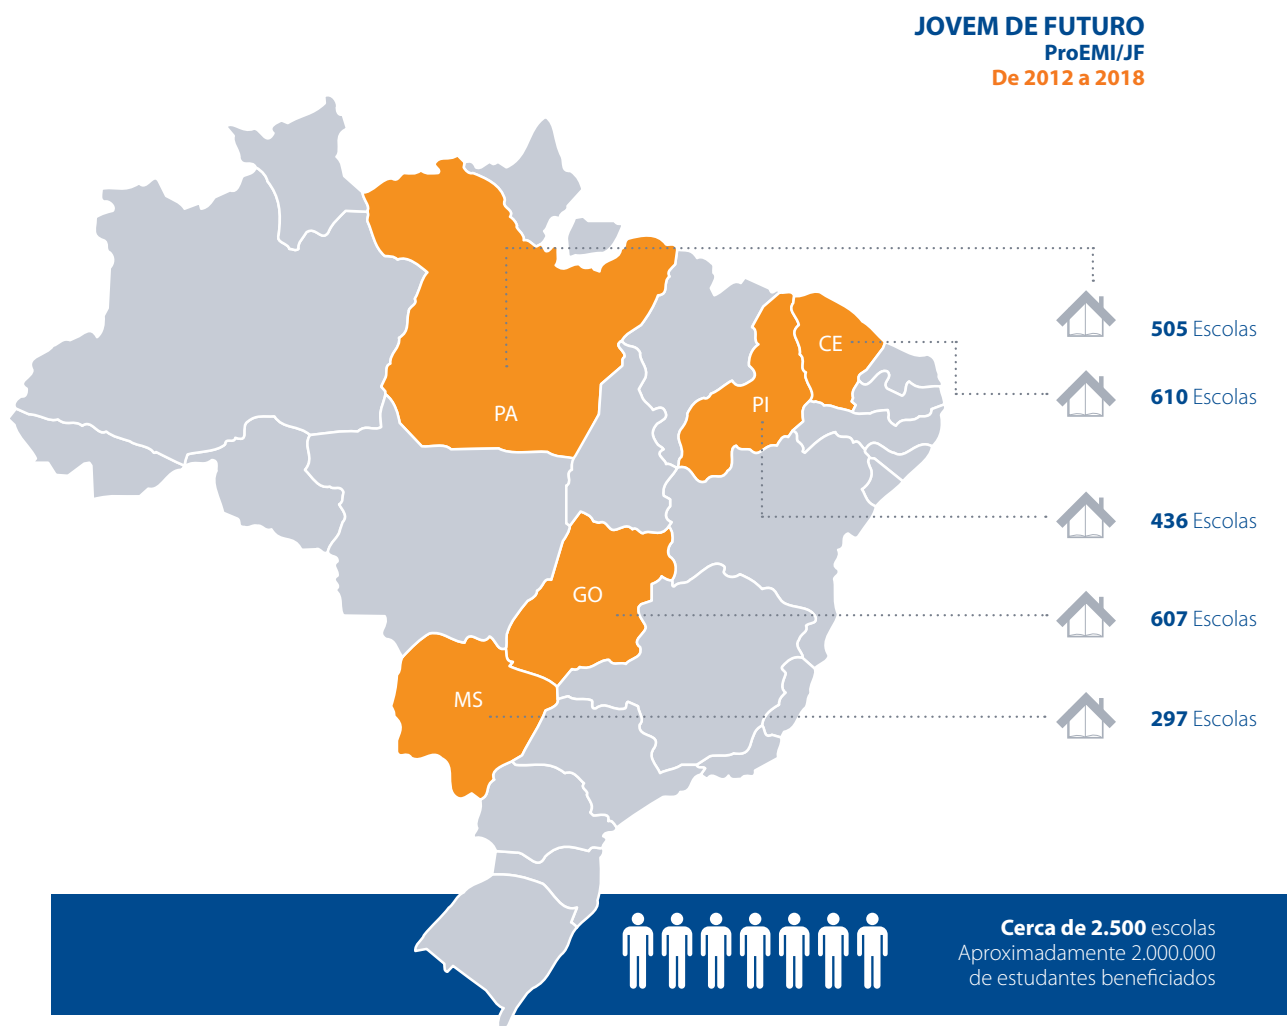 JOVEM DE FUTURO
ProEMI/JF
De 2012 a 2018
505 Escolas
CE
610 Escolas
PI
PA
436 Escolas
GO
607 Escolas
MS
297 Escolas
Cerca de 2.500 escolas
Aproximadamente 2.000.000
de estudantes beneficiados